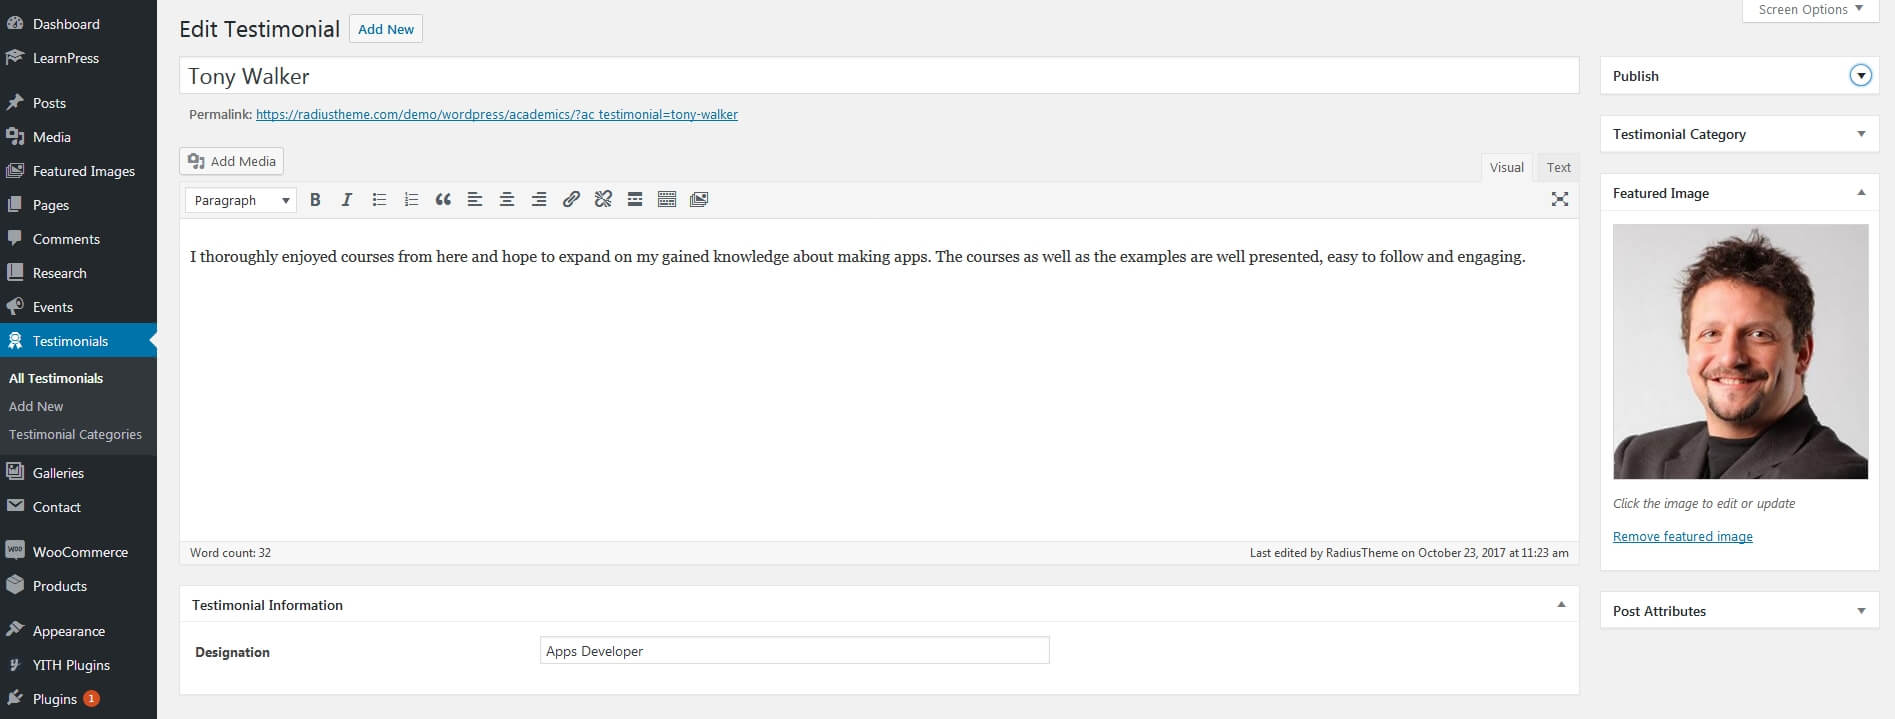 Dashboard
LearnPress
Posts
Media
Featured Images
Pages
Comments
Research
Events
Testimonials
All Testimonials
Add New
Testimonial Categories
Galleries
Contact
WOO WooCommerce
Products
Appearance
YITH Plugins
Plugins 1
Screen Options
Edit Testimonial Add New
Tony Walker
Permalink: https://radiustheme.com/demo/wordpress/academics/?ac_testimonial=tony-walker
Add Media
Visual Text
Paragraph B I
I thoroughly enjoyed courses from here and hope to expand on my gained knowledge about making apps. The courses as well as the examples are well presented, easy to follow and engaging.
Word count: 32 Last edited by RadiusTheme on October 23, 2017 at 11:23 am
Testimonial Information
Designation Apps Developer
Publish
Testimonial Category
Featured Image
Click the image to edit or update
Remove featured image
Post Attributes